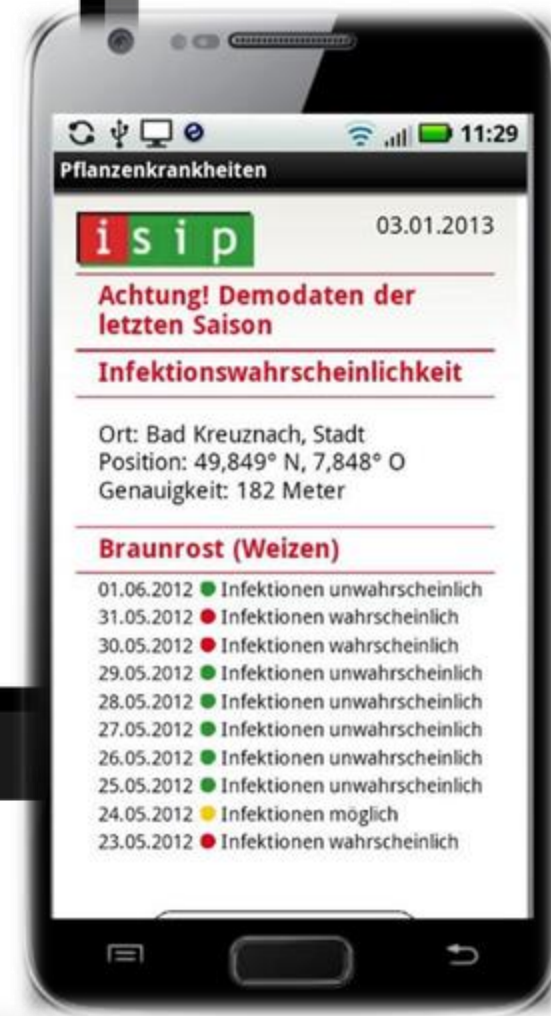 11:29
Pflanzenkrankheiten
isip
03.01.2013
Achtung! Demodaten der
letzten Saison
Infektionswahrscheinlichkeit
Ort: Bad Kreuznach, Stadt
Position: 49,849° N, 7,848° O
Genauigkeit: 182 Meter
Braunrost (Weizen)
01.06.2012 Infektionen unwahrscheinlich
31.05.2012 Infektionen wahrscheinlich
30.05.2012 Infektionen wahrscheinlich
29.05.2012 Infektionen unwahrscheinlich
28.05.2012 Infektionen unwahrscheinlich
27.05.2012 Infektionen unwahrscheinlich
26.05.2012 Infektionen unwahrscheinlich
25.05.2012 Infektionen unwahrscheinlich
24.05.2012 Infektionen möglich
23.05.2012 Infektionen wahrscheinlich